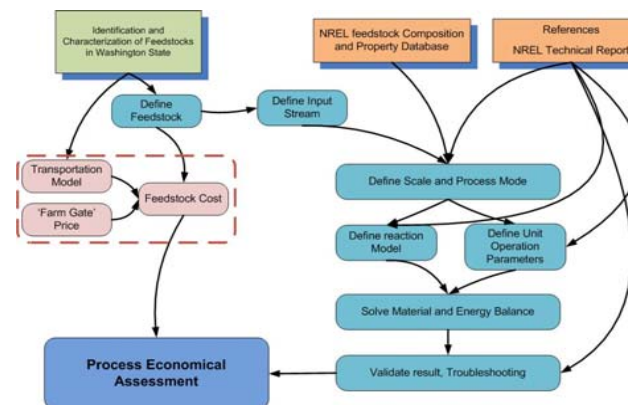 Identification and
Characterization of Feedstocks
in Washington State
NREL feedstock Composition
and Property Database
References
NREL Technical Report
Define
Feedstock
Define Input
Stream
Transportation
Model
'Farm Gate'
Price
Feedstock Cost
Define Scale and Process Mode
Define reaction
Model
Define Unit
Operation
Parameters
Solve Material and Energy Balance
Process Economical
Assessment
Validate result, Troubleshooting